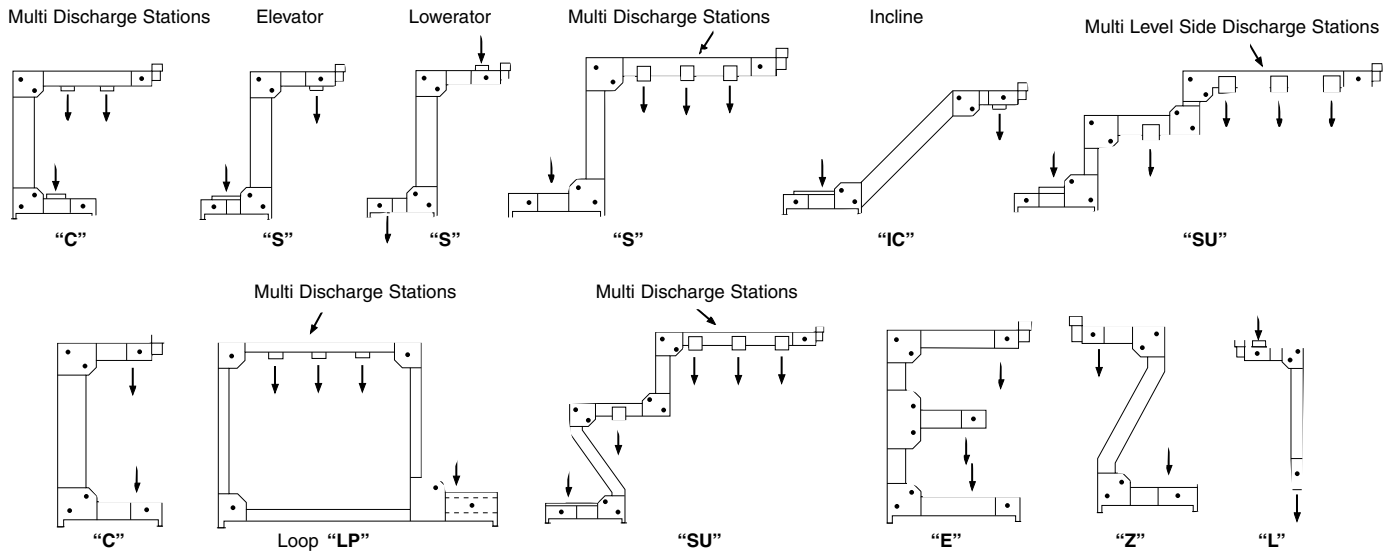 Multi Discharge Stations
Elevator
Lowerator
Multi Discharge Stations
Incline
Multi Level Side Discharge Stations
“C”
“S”
“S”
“S”
“IC”
“SU”
Multi Discharge Stations
Multi Discharge Stations
“C”
Loop “LP”
“SU”
“E”
“Z”
“L”